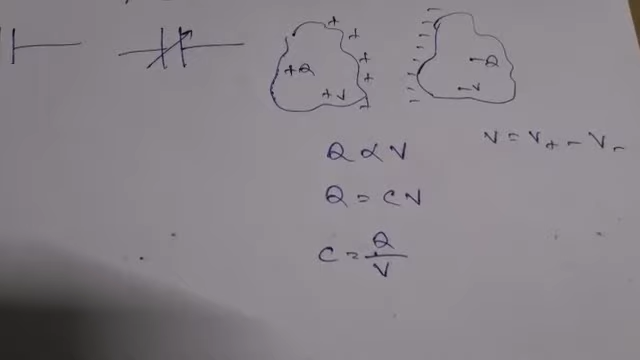 +Q
+V
-Q
-V
Q ∝ V
V = V+ - V-
Q = CV
C = Q/V